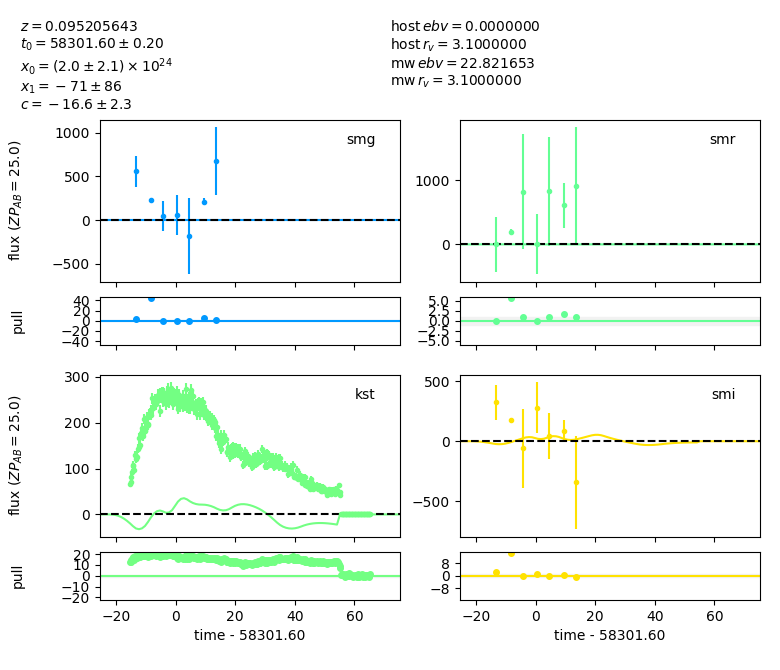 z = 0.095205643
t0 = 58301.60 ± 0.20
x0 = (2.0 ± 2.1) × 10^24
x1 = − 71 ± 86
c = − 16.6 ± 2.3
host ebv = 0.0000000
host r_v = 3.1000000
mw ebv = 22.821653
mw r_v = 3.1000000
flux (ZP_AB = 25.0)
1000
500
0
−500
smg
1000
0
smr
pull
40
20
0
−20
−40
5.0
2.5
0.0
−2.5
−5.0
flux (ZP_AB = 25.0)
300
200
100
0
kst
500
0
−500
smi
pull
20
10
0
−10
−20
8
0
−8
−20 0 20 40 60
−20 0 20 40 60
time - 58301.60
time - 58301.60